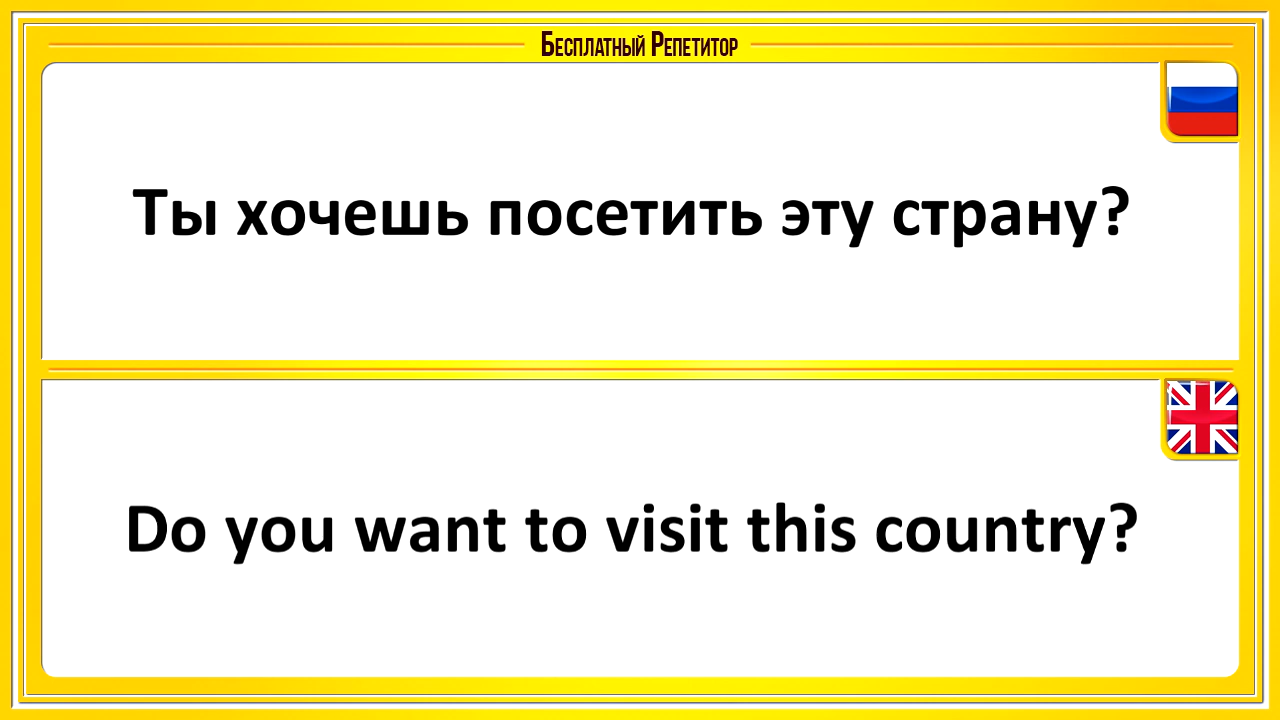 Бесплатный Репетитор
Ты хочешь посетить эту страну?
Do you want to visit this country?